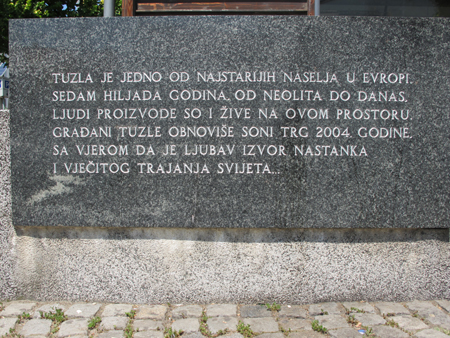 TUZLA JE JEDNO OD NAJSTARIJIH NASELJA U EVROPI.
SEDAM HILJADA GODINA, OD NEOLITA DO DANAS,
LJUDI PROIZVODE SO I ŽIVE NA OVOM PROSTORU.
GRAĐANI TUZLE OBNOVIŠE SONI TRG 2004. GODINE,
SA VJEROM DA JE LJUBAV IZVOR NASTANKA
I VJEČITOG TRAJANJA SVIJETA...